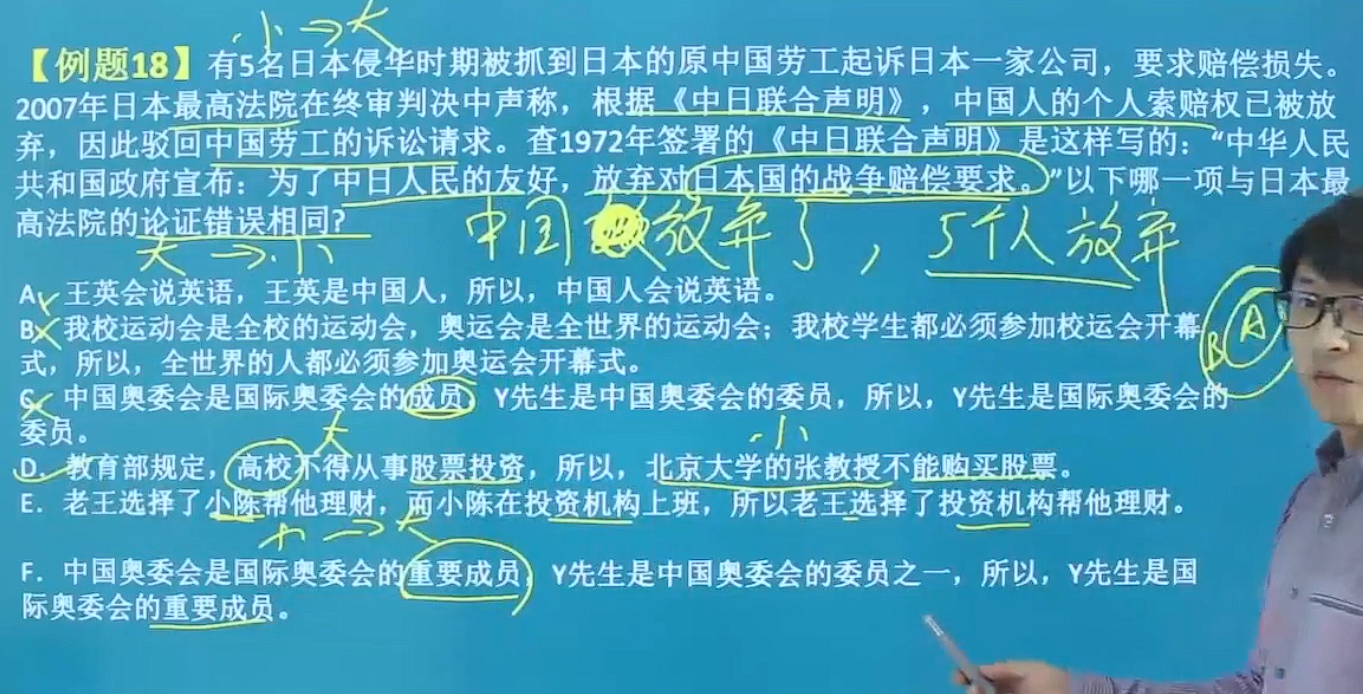 小→大
【例题18】有5名日本侵华时期被抓到日本的原中国劳工起诉日本一家公司，要求赔偿损失。
2007年日本最高法院在终审判决中声称，根据《中日联合声明》，中国人的个人索赔权已被放
弃，因此驳回中国劳工的诉讼请求。查1972年签署的《中日联合声明》是这样写的：“中华人民
共和国政府宣布：为了中日人民的友好，放弃对日本国的战争赔偿要求。”以下哪一项与日本最
高法院的论证错误相同?
大→小
中国放弃了，5个人放弃
A、王英会说英语，王英是中国人，所以，中国人会说英语。
B、我校运动会是全校的运动会，奥运会是全世界的运动会；我校学生都必须参加校运会开幕
式，所以，全世界的人都必须参加奥运会开幕式。
B A
C、中国奥委会是国际奥委会的成员，Y先生是中国奥委会的委员，所以，Y先生是国际奥委会的
委员。
大 小
D. 教育部规定，高校不得从事股票投资，所以，北京大学的张教授不能购买股票。
E. 老王选择了小陈帮他理财，而小陈在投资机构上班，所以老王选择了投资机构帮他理财。
小→大
F. 中国奥委会是国际奥委会的重要成员，Y先生是中国奥委会的委员之一，所以，Y先生是国
际奥委会的重要成员。